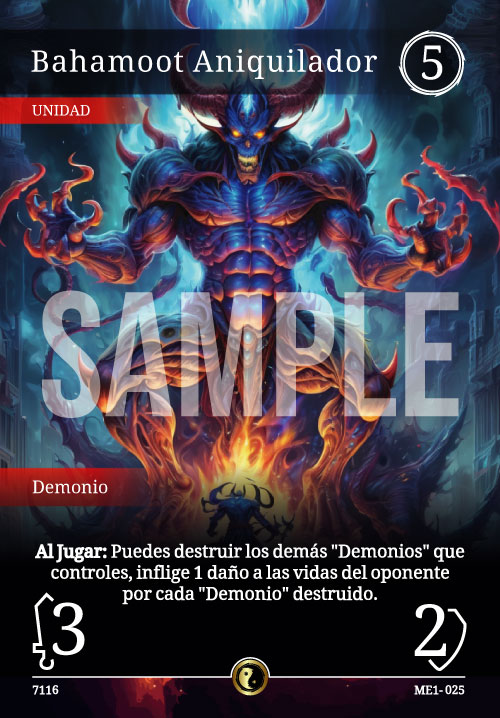 Bahamoot Aniquilador 5
UNIDAD
SAMPLE
Demonio
Al Jugar: Puedes destruir los demás "Demonios" que
controles, inflige 1 daño a las vidas del oponente
por cada "Demonio" destruido.
3 2
7116 ME1- 025